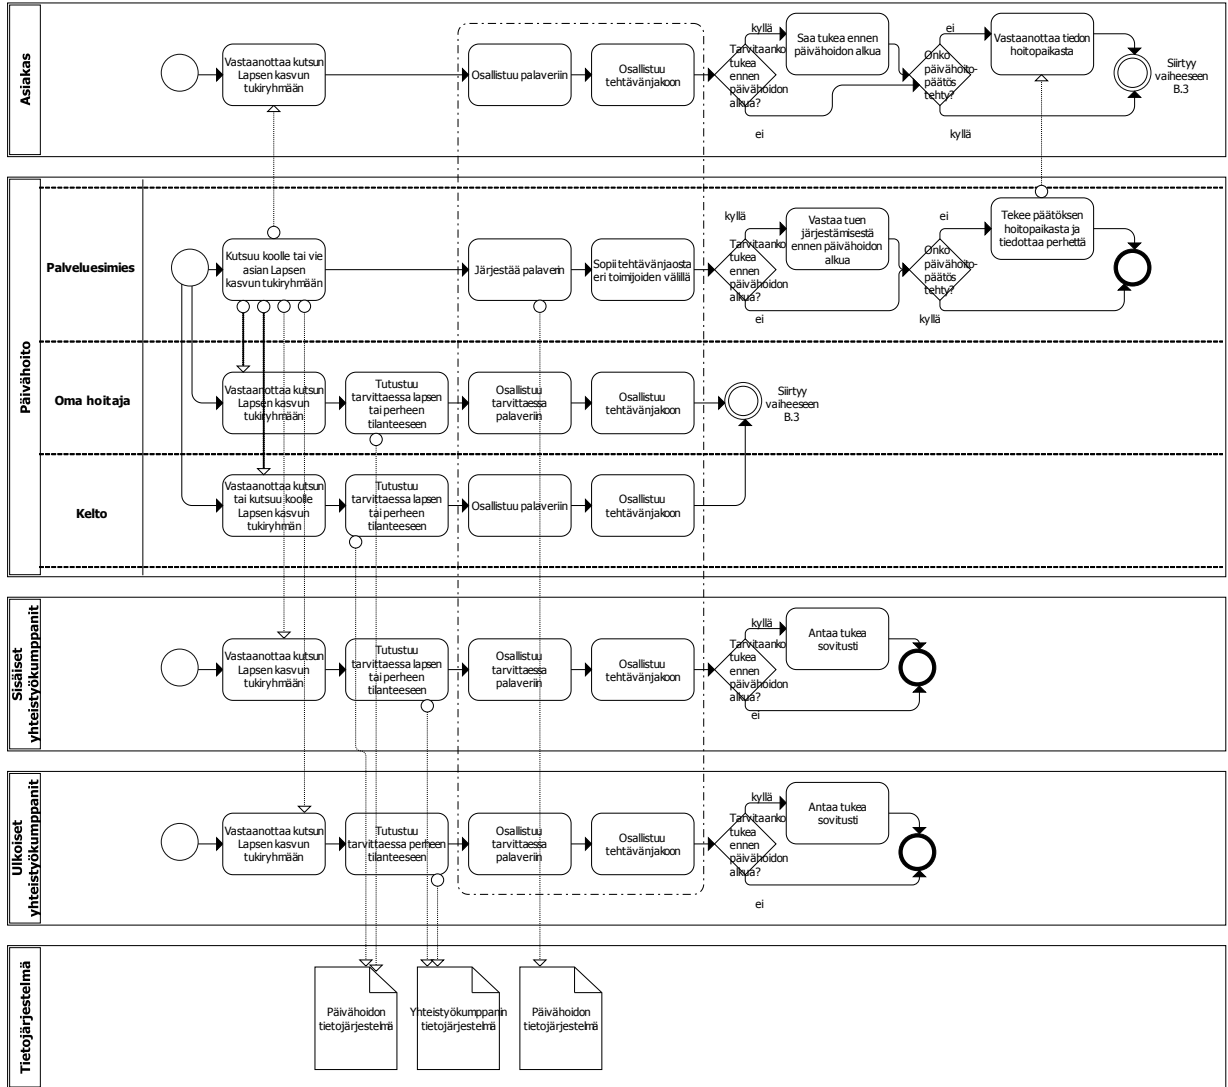 Asiakas
Vastaanottaa kutsun
Lapsen kasvun
tukiryhmään
Osallistuu palaveriin
Osallistuu
tehtävänjakoon
Tarvitaanko
tukea
ennen
päivähoidon
alkua?
kyllä
ei
Saa tukea ennen
päivähoidon alkua
Onko
päivähoito-
päätös
tehty?
ei
kyllä
Vastaanottaa tiedon
hoitopaikasta
Siirtyy
vaiheeseen
B.3
Päivähoito
Palveluesimies
Kutsuu koolle tai vie
asian Lapsen
kasvun tukiryhmään
Järjestää palaverin
Sopii tehtävänjaosta
eri toimijoiden välillä
Tarvitaanko
tukea
ennen
päivähoidon
alkua?
kyllä
ei
Vastaa tuen
järjestämisestä
ennen päivähoidon
alkua
Onko
päivähoito-
päätös
tehty?
ei
kyllä
Tekee päätöksen
hoitopaikasta ja
tiedottaa perhettä
Oma hoitaja
Vastaanottaa kutsun
Lapsen kasvun
tukiryhmään
Tutustuu
tarvittaessa lapsen
tai perheen
tilanteeseen
Osallistuu
tarvittaessa
palaveriin
Osallistuu
tehtävänjakoon
Siirtyy
vaiheeseen
B.3
Kelto
Vastaanottaa kutsun
tai kutsuu koolle
Lapsen kasvun
tukiryhmän
Tutustuu
tarvittaessa lapsen
tai perheen
tilanteeseen
Osallistuu palaveriin
Osallistuu
tehtävänjakoon
Sisäiset
yhteistyökumppanit
Vastaanottaa kutsun
Lapsen kasvun
tukiryhmään
Tutustuu
tarvittaessa lapsen
tai perheen
tilanteeseen
Osallistuu
tarvittaessa
palaveriin
Osallistuu
tehtävänjakoon
Tarvitaanko
tukea
ennen
päivähoidon
alkua?
kyllä
ei
Antaa tukea
sovitusti
Ulkoiset
yhteistyökumppanit
Vastaanottaa kutsun
Lapsen kasvun
tukiryhmään
Tutustuu
tarvittaessa perheen
tilanteeseen
Osallistuu
tarvittaessa
palaveriin
Osallistuu
tehtävänjakoon
Tarvitaanko
tukea
ennen
päivähoidon
alkua?
kyllä
ei
Antaa tukea
sovitusti
Tietojärjestelmä
Päivähoidon
tietojärjestelmä
Yhteistyökumppanin
tietojärjestelmä
Päivähoidon
tietojärjestelmä